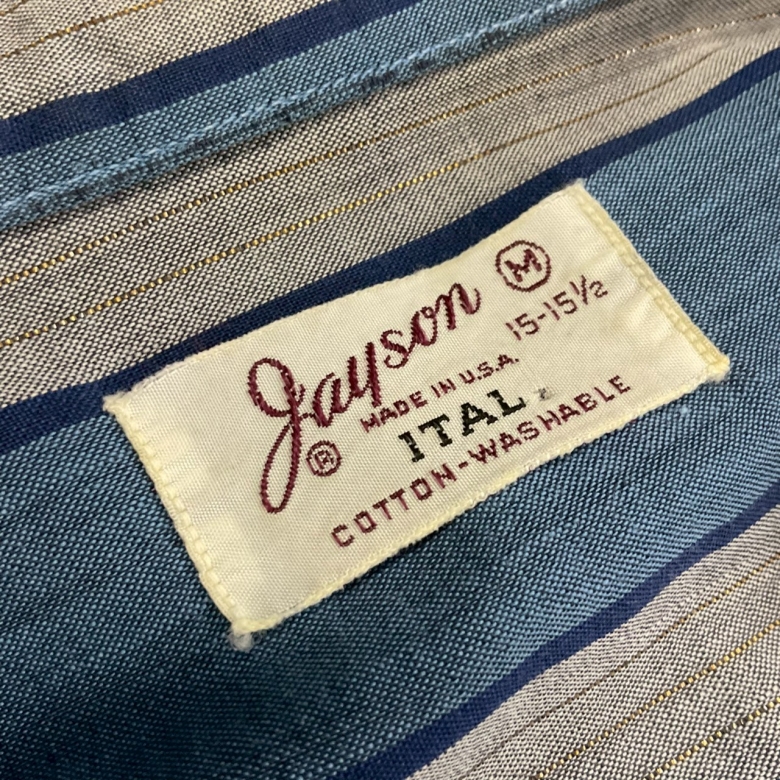 Jayson Ⓜ
® MADE IN U.S.A. 15-15½
ITAL
COTTON-WASHABLE